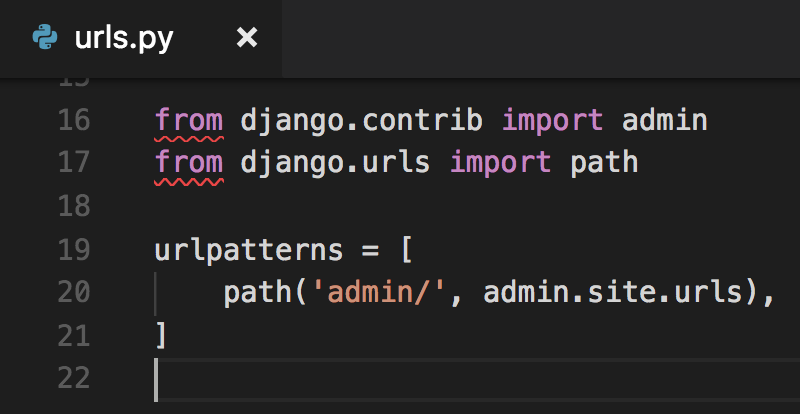 urls.py
16 from django.contrib import admin
17 from django.urls import path
18
19 urlpatterns = [
20     path('admin/', admin.site.urls),
21 ]
22